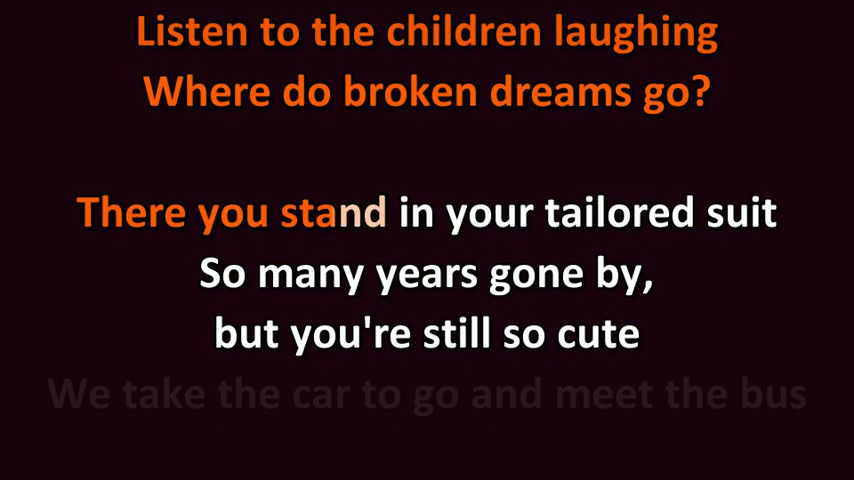 Listen to the children laughing
Where do broken dreams go?
There you stand in your tailored suit
So many years gone by,
but you're still so cute
We take the car to go and meet the bus